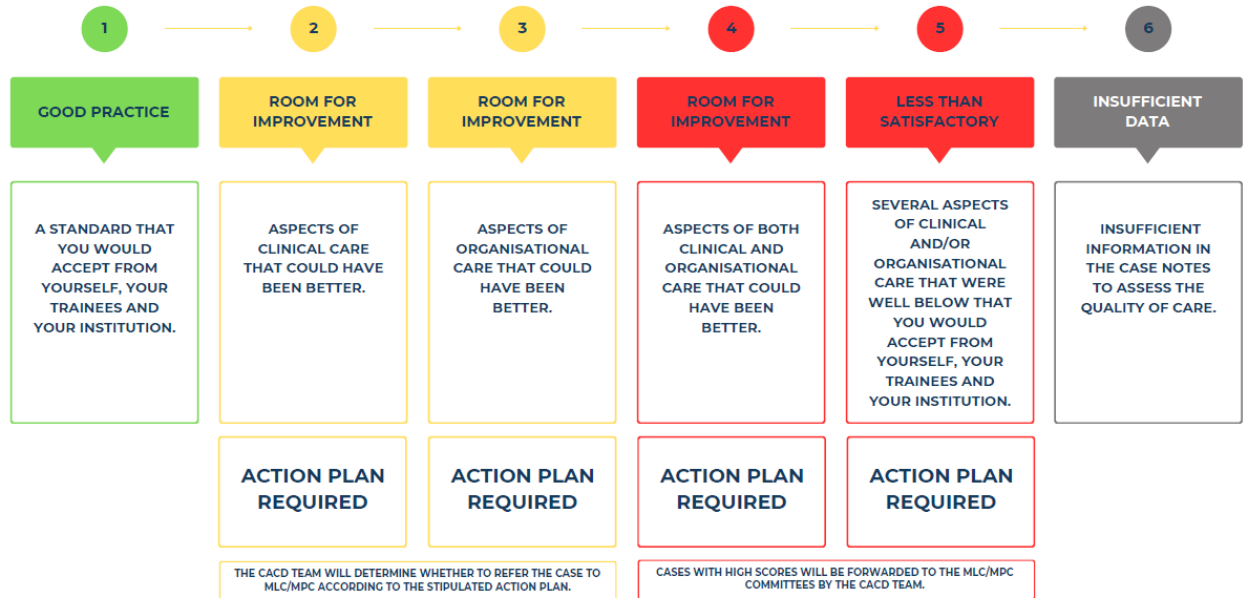 1
2
3
4
5
6
GOOD PRACTICE
ROOM FOR
IMPROVEMENT
ROOM FOR
IMPROVEMENT
ROOM FOR
IMPROVEMENT
LESS THAN
SATISFACTORY
INSUFFICIENT
DATA
A STANDARD THAT
YOU WOULD
ACCEPT FROM
YOURSELF, YOUR
TRAINEES AND
YOUR INSTITUTION.
ASPECTS OF
CLINICAL CARE
THAT COULD HAVE
BEEN BETTER.
ASPECTS OF
ORGANISATIONAL
CARE THAT COULD
HAVE BEEN
BETTER.
ASPECTS OF BOTH
CLINICAL AND
ORGANISATIONAL
CARE THAT COULD
HAVE BEEN
BETTER.
SEVERAL ASPECTS
OF CLINICAL
AND/OR
ORGANISATIONAL
CARE THAT WERE
WELL BELOW THAT
YOU WOULD
ACCEPT FROM
YOURSELF, YOUR
TRAINEES AND
YOUR INSTITUTION.
INSUFFICIENT
INFORMATION IN
THE CASE NOTES
TO ASSESS THE
QUALITY OF CARE.
ACTION PLAN
REQUIRED
ACTION PLAN
REQUIRED
ACTION PLAN
REQUIRED
ACTION PLAN
REQUIRED
THE CACD TEAM WILL DETERMINE WHETHER TO REFER THE CASE TO
MLC/MPC ACCORDING TO THE STIPULATED ACTION PLAN.
CASES WITH HIGH SCORES WILL BE FORWARDED TO THE MLC/MPC
COMMITTEES BY THE CACD TEAM.